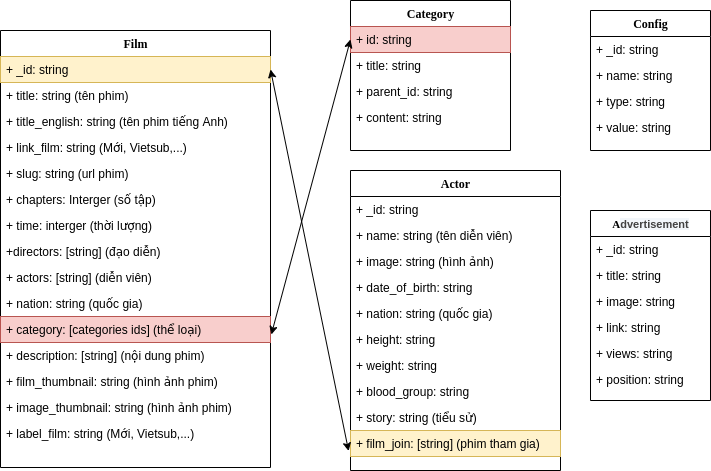 Film
+ _id: string
+ title: string (tên phim)
+ title_english: string (tên phim tiếng Anh)
+ link_film: string (Mới, Vietsub,...)
+ slug: string (url phim)
+ chapters: Interger (số tập)
+ time: interger (thời lượng)
+directors: [string] (đạo diễn)
+ actors: [string] (diễn viên)
+ nation: string (quốc gia)
+ category: [categories ids] (thể loại)
+ description: [string] (nội dung phim)
+ film_thumbnail: string (hình ảnh phim)
+ image_thumbnail: string (hình ảnh phim)
+ label_film: string (Mới, Vietsub,...)
Category
+ id: string
+ title: string
+ parent_id: string
+ content: string
Actor
+ _id: string
+ name: string (tên diễn viên)
+ image: string (hình ảnh)
+ date_of_birth: string
+ nation: string (quốc gia)
+ height: string
+ weight: string
+ blood_group: string
+ story: string (tiểu sử)
+ film_join: [string] (phim tham gia)
Config
+ _id: string
+ name: string
+ type: string
+ value: string
Advertisement
+ _id: string
+ title: string
+ image: string
+ link: string
+ views: string
+ position: string